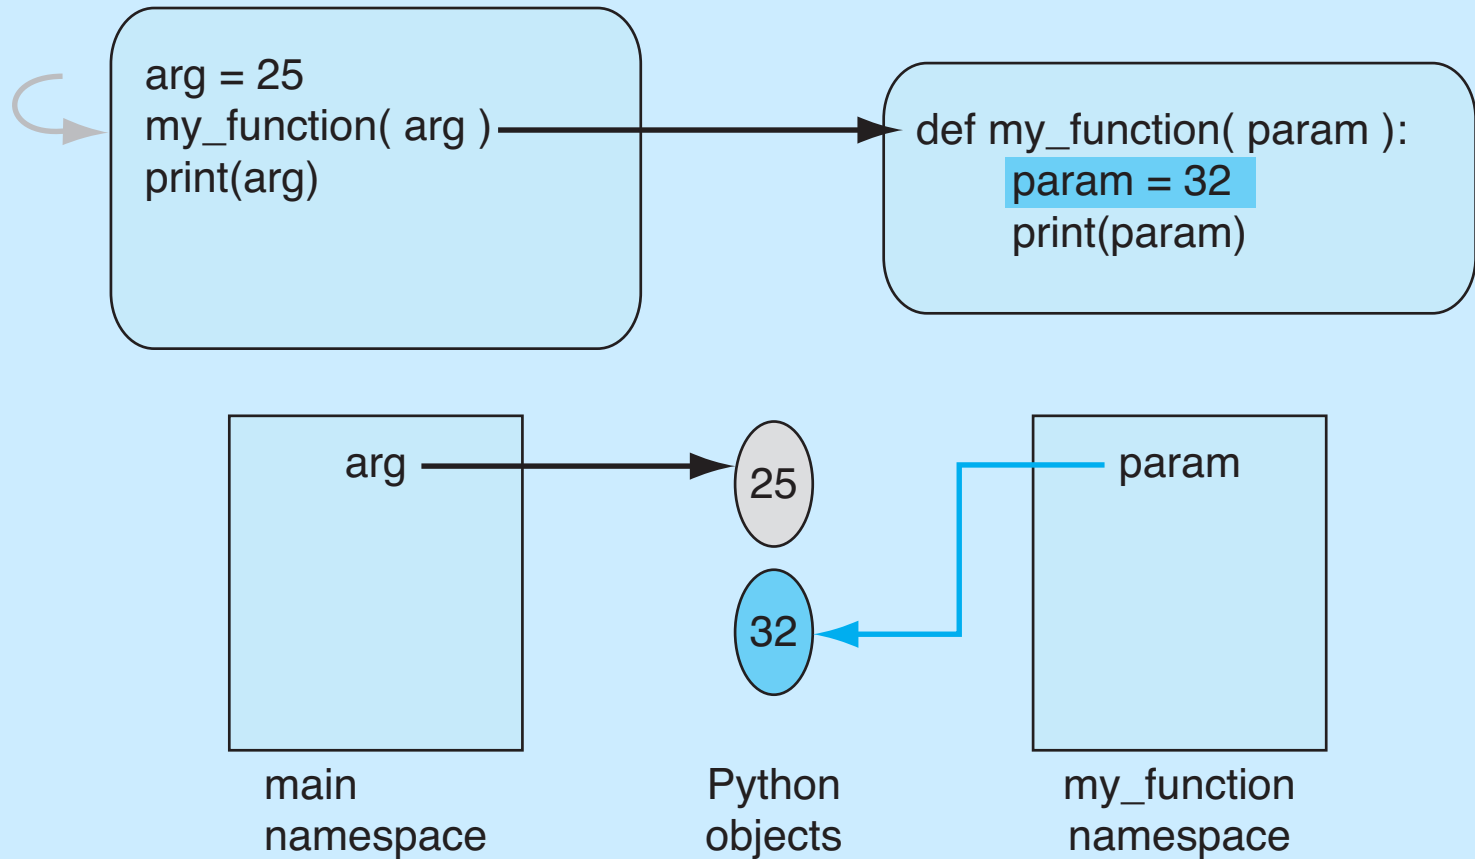 arg = 25
my_function( arg )
print(arg)
def my_function( param ):
param = 32
print(param)
arg
25
32
param
main
namespace
Python
objects
my_function
namespace